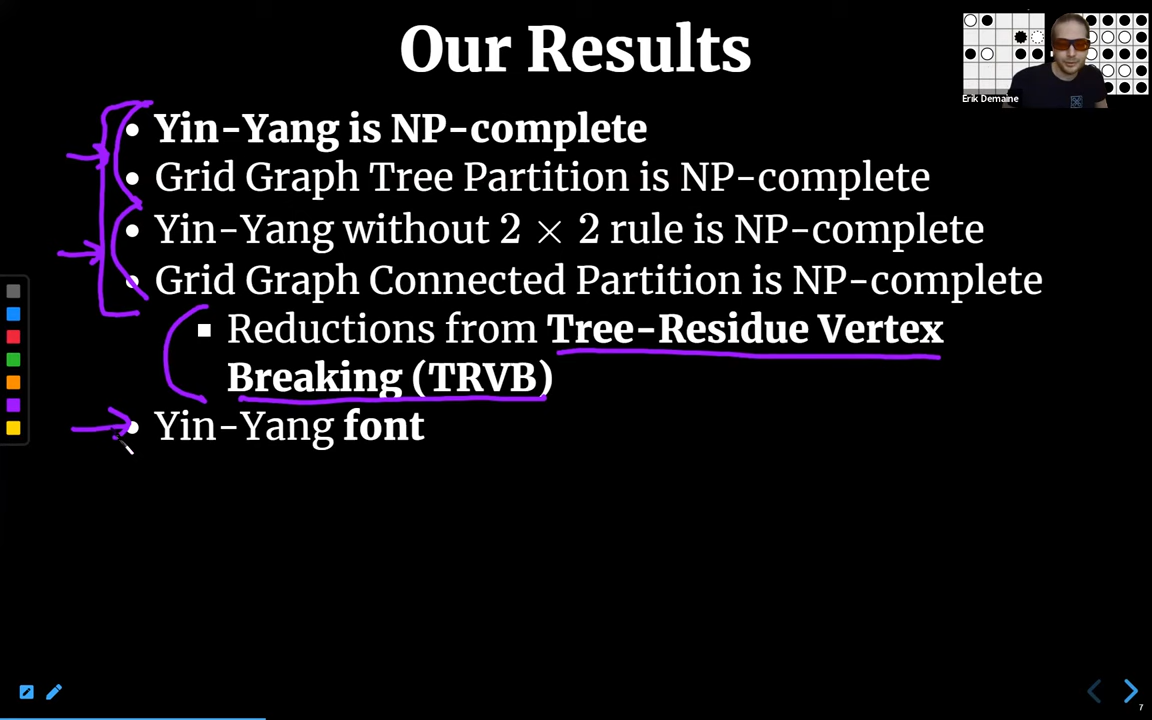 Our Results
Erik Demaine
• Yin-Yang is NP-complete
• Grid Graph Tree Partition is NP-complete
• Yin-Yang without 2 × 2 rule is NP-complete
• Grid Graph Connected Partition is NP-complete
▪ Reductions from Tree-Residue Vertex
Breaking (TRVB)
• Yin-Yang font
7